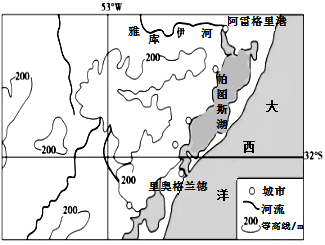 53°W
阿雷格里港
雅库伊河
200
帕图斯湖
200
大西洋
200
32°S
里奥格兰德
200
城市
河流
200 等高线/m